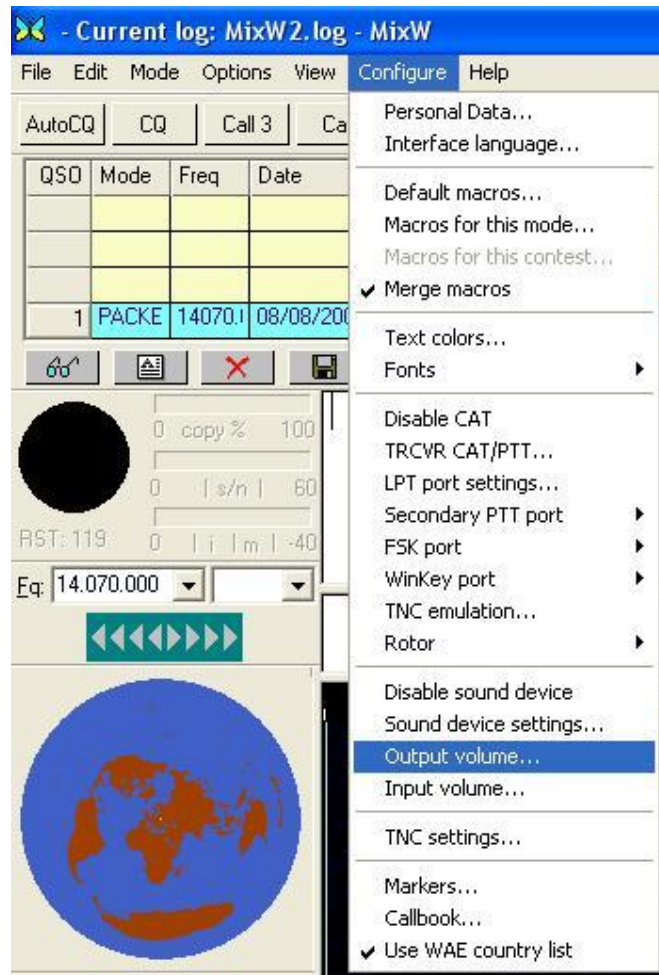 - Current log: MixW2.log - MixW
File Edit Mode Options View Configure Help
AutoCQ CQ Call 3 Ca
QSO Mode Freq Date
1 PACKE 14070. 08/08/200
0 copy % 100
0 | s/n | 60
RST: 119 0 | i | m | -40
Fq: 14.070.000
Personal Data...
Interface language...
Default macros...
Macros for this mode...
Macros for this contest...
Merge macros
Text colors...
Fonts
Disable CAT
TRCVR CAT/PTT...
LPT port settings...
Secondary PTT port
FSK port
WinKey port
TNC emulation...
Rotor
Disable sound device
Sound device settings...
Output volume...
Input volume...
TNC settings...
Markers...
Callbook...
Use WAE country list